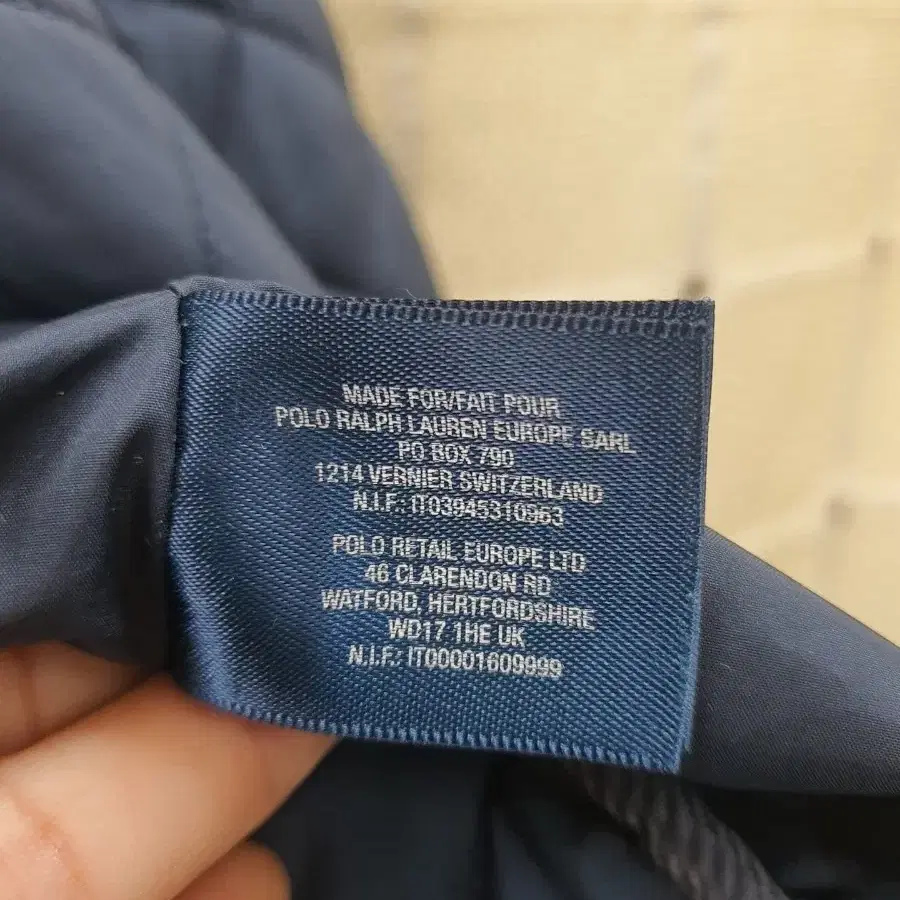 MADE FOR/FAIT POUR
POLO RALPH LAUREN EUROPE SARL
PO BOX 790
1214 VERNIER SWITZERLAND
N.I.F.: IT03945310963
POLO RETAIL EUROPE LTD
46 CLARENDON RD
WATFORD, HERTFORDSHIRE
WD17 1HE UK
N.I.F.: IT00001609999